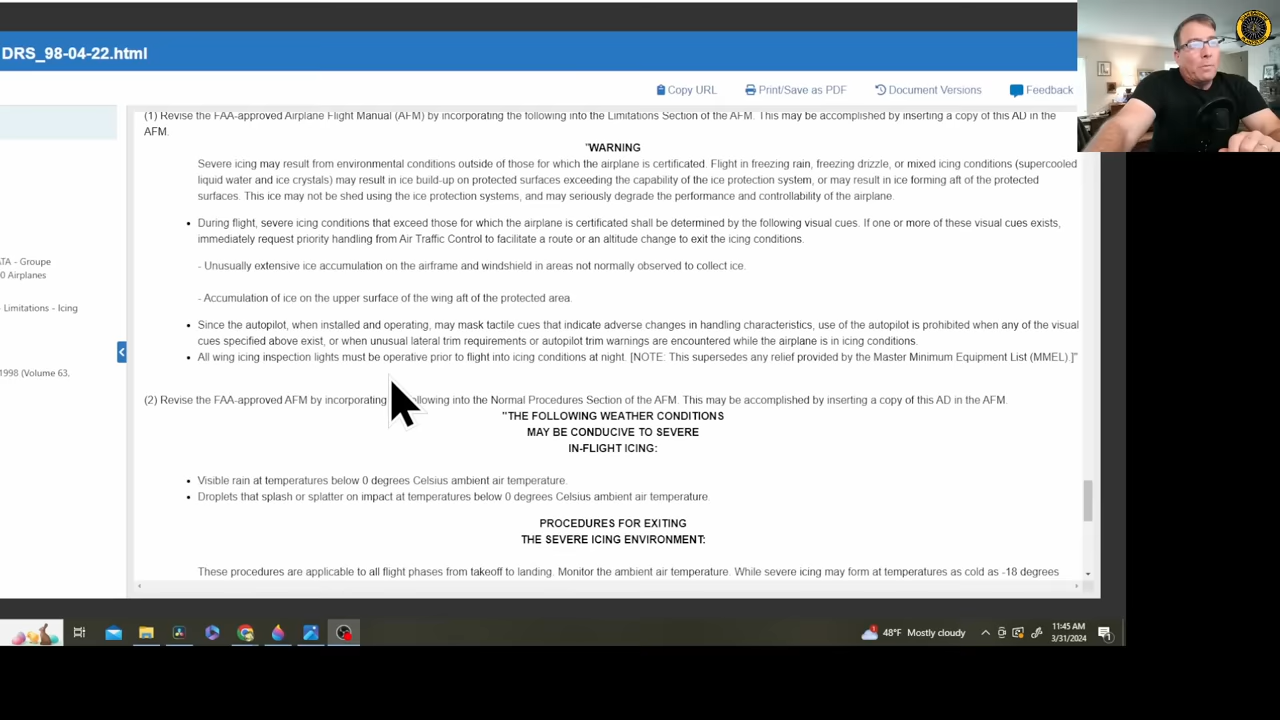 DRS_98-04-22.html
Copy URL Print/Save as PDF Document Versions Feedback
(1) Revise the FAA-approved Airplane Flight Manual (AFM) by incorporating the following into the Limitations Section of the AFM. This may be accomplished by inserting a copy of this AD in the
AFM.
"WARNING
Severe icing may result from environmental conditions outside of those for which the airplane is certificated. Flight in freezing rain, freezing drizzle, or mixed icing conditions (supercooled
liquid water and ice crystals) may result in ice build-up on protected surfaces exceeding the capability of the ice protection system, or may result in ice forming aft of the protected
surfaces. This ice may not be shed using the ice protection systems, and may seriously degrade the performance and controllability of the airplane.
• During flight, severe icing conditions that exceed those for which the airplane is certificated shall be determined by the following visual cues. If one or more of these visual cues exists,
immediately request priority handling from Air Traffic Control to facilitate a route or an altitude change to exit the icing conditions.
- Unusually extensive ice accumulation on the airframe and windshield in areas not normally observed to collect ice.
- Accumulation of ice on the upper surface of the wing aft of the protected area.
• Since the autopilot, when installed and operating, may mask tactile cues that indicate adverse changes in handling characteristics, use of the autopilot is prohibited when any of the visual
cues specified above exist, or when unusual lateral trim requirements or autopilot trim warnings are encountered while the airplane is in icing conditions.
• All wing icing inspection lights must be operative prior to flight into icing conditions at night. [NOTE: This supersedes any relief provided by the Master Minimum Equipment List (MMEL).]"
(2) Revise the FAA-approved AFM by incorporating following into the Normal Procedures Section of the AFM. This may be accomplished by inserting a copy of this AD in the AFM.
"THE FOLLOWING WEATHER CONDITIONS
MAY BE CONDUCIVE TO SEVERE
IN-FLIGHT ICING:
• Visible rain at temperatures below 0 degrees Celsius ambient air temperature.
• Droplets that splash or splatter on impact at temperatures below 0 degrees Celsius ambient air temperature.
PROCEDURES FOR EXITING
THE SEVERE ICING ENVIRONMENT:
These procedures are applicable to all flight phases from takeoff to landing. Monitor the ambient air temperature. While severe icing may form at temperatures as cold as -18 degrees
TA - Groupe
0 Airplanes
- Limitations - Icing
1998 (Volume 63,
48°F Mostly cloudy
11:45 AM
3/31/2024